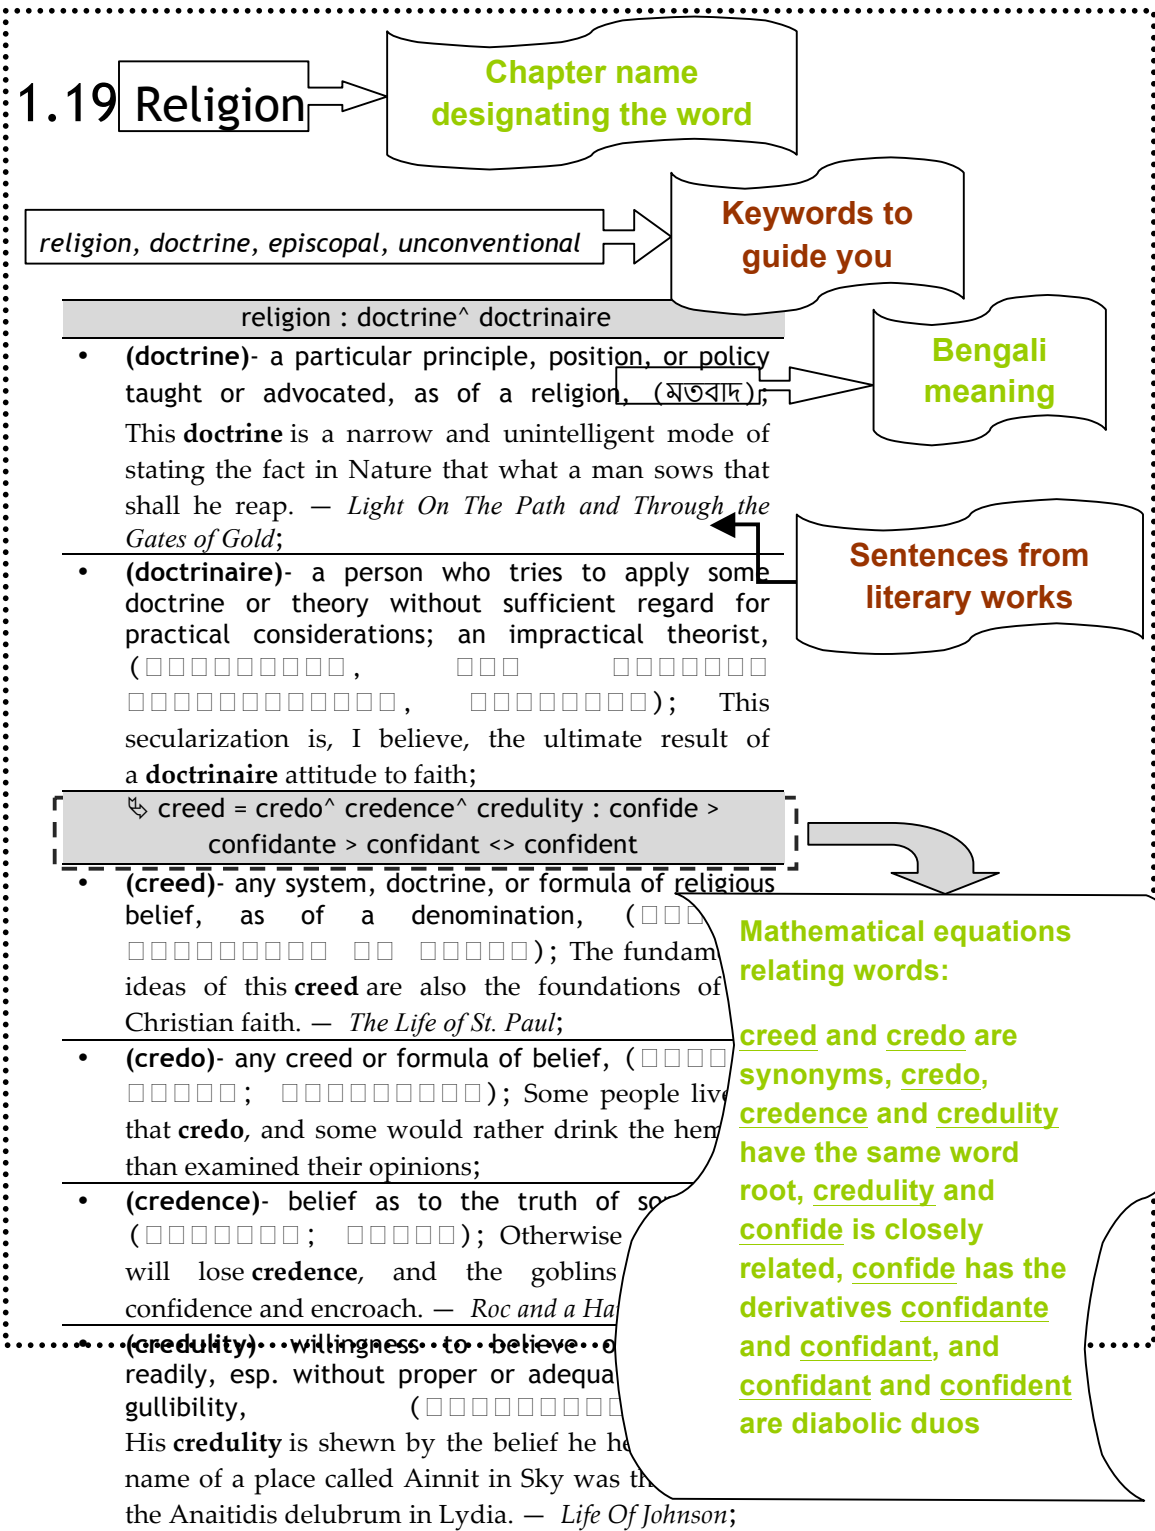 1.19 Religion
Chapter name
designating the word
religion, doctrine, episcopal, unconventional
Keywords to
guide you
religion : doctrine^ doctrinaire
• (doctrine)- a particular principle, position, or policy
taught or advocated, as of a religion, (মতবাদ);
Bengali
meaning
This doctrine is a narrow and unintelligent mode of
stating the fact in Nature that what a man sows that
shall he reap. — Light On The Path and Through the
Gates of Gold;
Sentences from
literary works
• (doctrinaire)- a person who tries to apply some
doctrine or theory without sufficient regard for
practical considerations; an impractical theorist,
(□□□□□□□□□, □□□ □□□□□□□
□□□□□□□□□□□□, □□□□□□□□); This
secularization is, I believe, the ultimate result of
a doctrinaire attitude to faith;
creed = credo^ credence^ credulity : confide >
confidante > confidant <> confident
• (creed)- any system, doctrine, or formula of religious
belief, as of a denomination, (□□□
□□□□□□□□□ □□ □□□□□); The
ideas of this creed are also the foundations of
Christian faith. — The Life of St. Paul;
• (credo)- any creed or formula of belief, (□□□□
□□□□□; □□□□□□□□□); Some people
that credo, and some would rather drink the
than examined their opinions;
• (credence)- belief as to the truth of
(□□□□□□□; □□□□□); Otherwise
will lose credence, and the goblins
confidence and encroach. — Roc and a
• (credulity)- willingness to believe
readily, esp. without proper or
gullibility, (□□□□□□□□□
His credulity is shewn by the belief he
name of a place called Ainnit in Sky was
the Anaitidis delubrum in Lydia. — Life Of Johnson;
Mathematical equations
relating words:
creed and credo are
synonyms, credo,
credence and credulity
have the same word
root, credulity and
confide is closely
related, confide has the
derivatives confidante
and confidant, and
confidant and confident
are diabolic duos